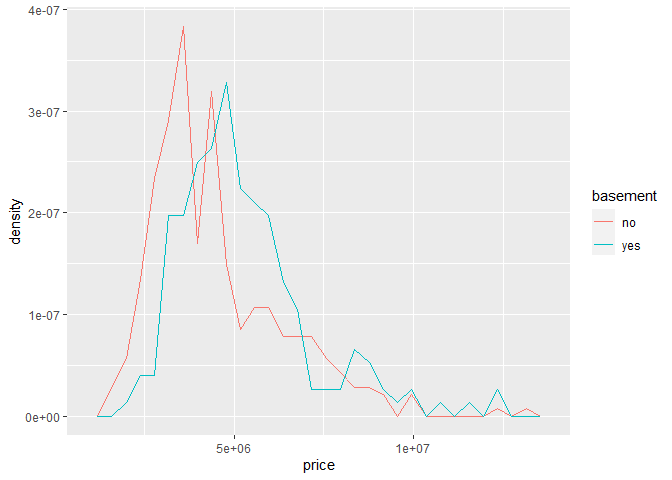 4e-07
3e-07
2e-07
1e-07
0e+00
density
5e+06
1e+07
price
basement
no
yes